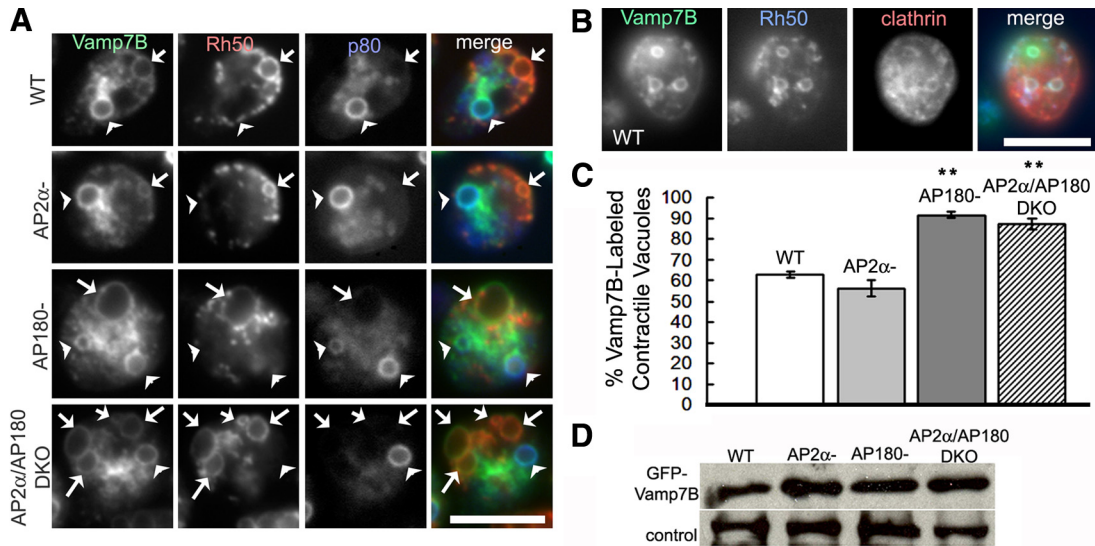 A
Vamp7B Rh50 p80 merge
WT
AP2α-
AP180-
AP2α/AP180
DKO
B
Vamp7B Rh50 clathrin merge
WT
C
% Vamp7B-Labeled
Contractile Vacuoles
100
90
80
70
60
50
40
30
20
10
0
WT
AP2α-
**
AP180-
**
AP2α/AP180
DKO
D
WT AP2α- AP180- AP2α/AP180
DKO
GFP-
Vamp7B
control